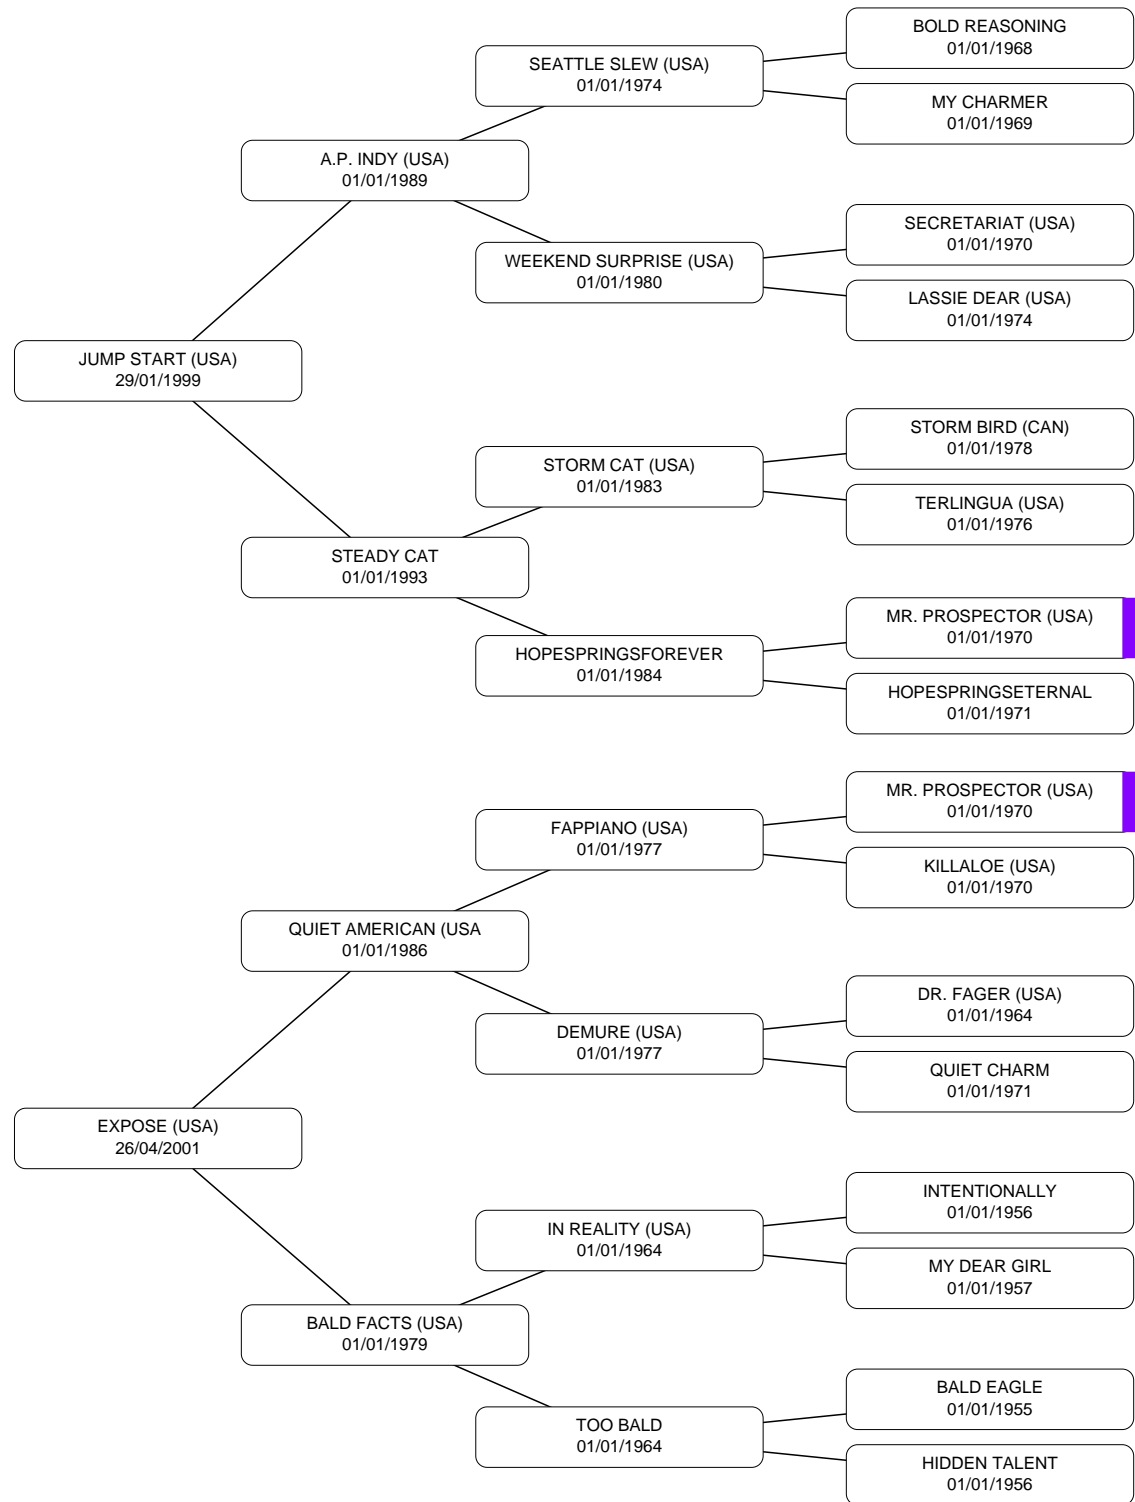 BOLD REASONING
01/01/1968
SEATTLE SLEW (USA)
01/01/1974
MY CHARMER
01/01/1969
A.P. INDY (USA)
01/01/1989
SECRETARIAT (USA)
01/01/1970
WEEKEND SURPRISE (USA)
01/01/1980
LASSIE DEAR (USA)
01/01/1974
JUMP START (USA)
29/01/1999
STORM BIRD (CAN)
01/01/1978
STORM CAT (USA)
01/01/1983
TERLINGUA (USA)
01/01/1976
STEADY CAT
01/01/1993
MR. PROSPECTOR (USA)
01/01/1970
HOPESPRINGSFOREVER
01/01/1984
HOPESPRINGSETERNAL
01/01/1971
MR. PROSPECTOR (USA)
01/01/1970
FAPPIANO (USA)
01/01/1977
KILLALOE (USA)
01/01/1970
QUIET AMERICAN (USA
01/01/1986
DR. FAGER (USA)
01/01/1964
DEMURE (USA)
01/01/1977
QUIET CHARM
01/01/1971
EXPOSE (USA)
26/04/2001
INTENTIONALLY
01/01/1956
IN REALITY (USA)
01/01/1964
MY DEAR GIRL
01/01/1957
BALD FACTS (USA)
01/01/1979
BALD EAGLE
01/01/1955
TOO BALD
01/01/1964
HIDDEN TALENT
01/01/1956